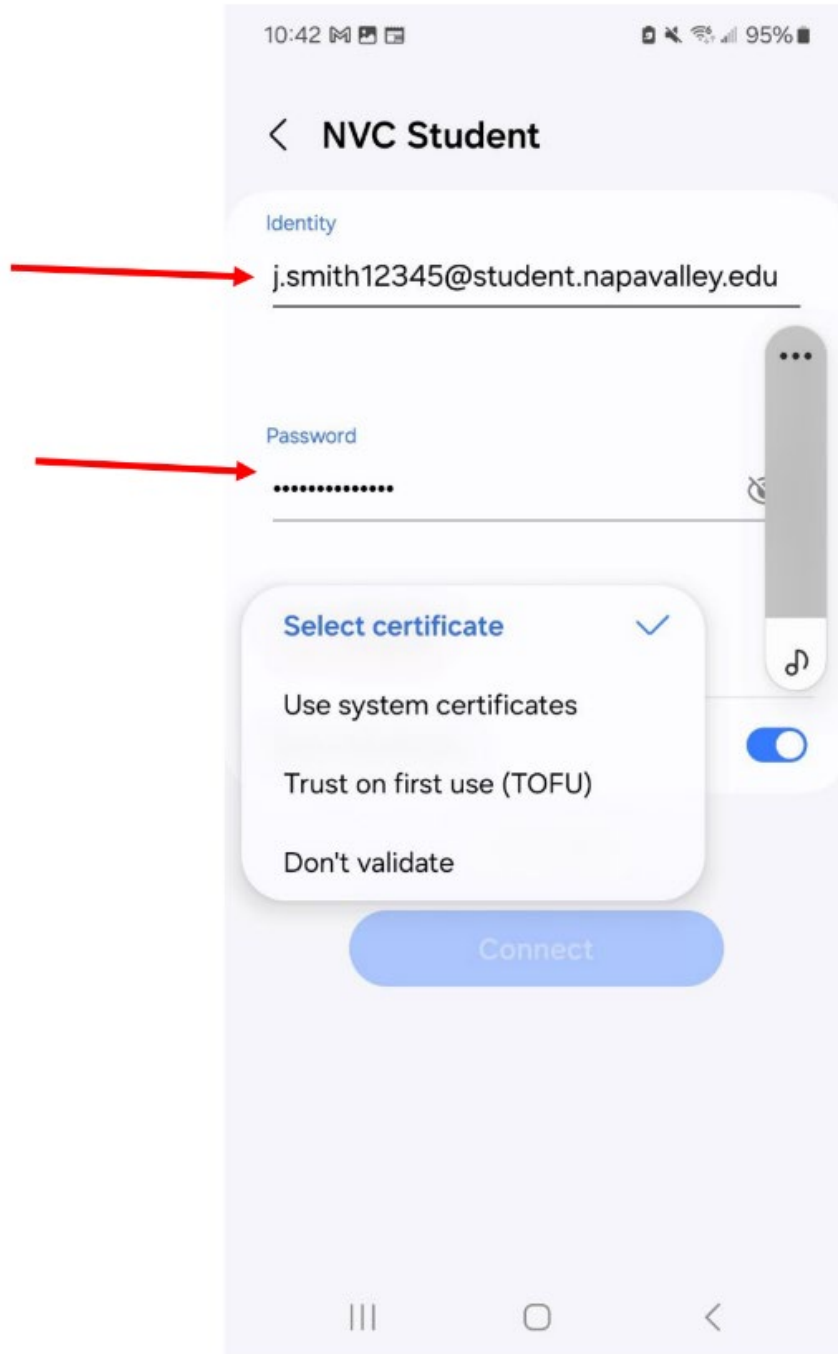 10:42 95%
NVC Student
Identity
j.smith12345@student.napavalley.edu
Password
••••••••••••••
Select certificate
Use system certificates
Trust on first use (TOFU)
Don't validate
Connect